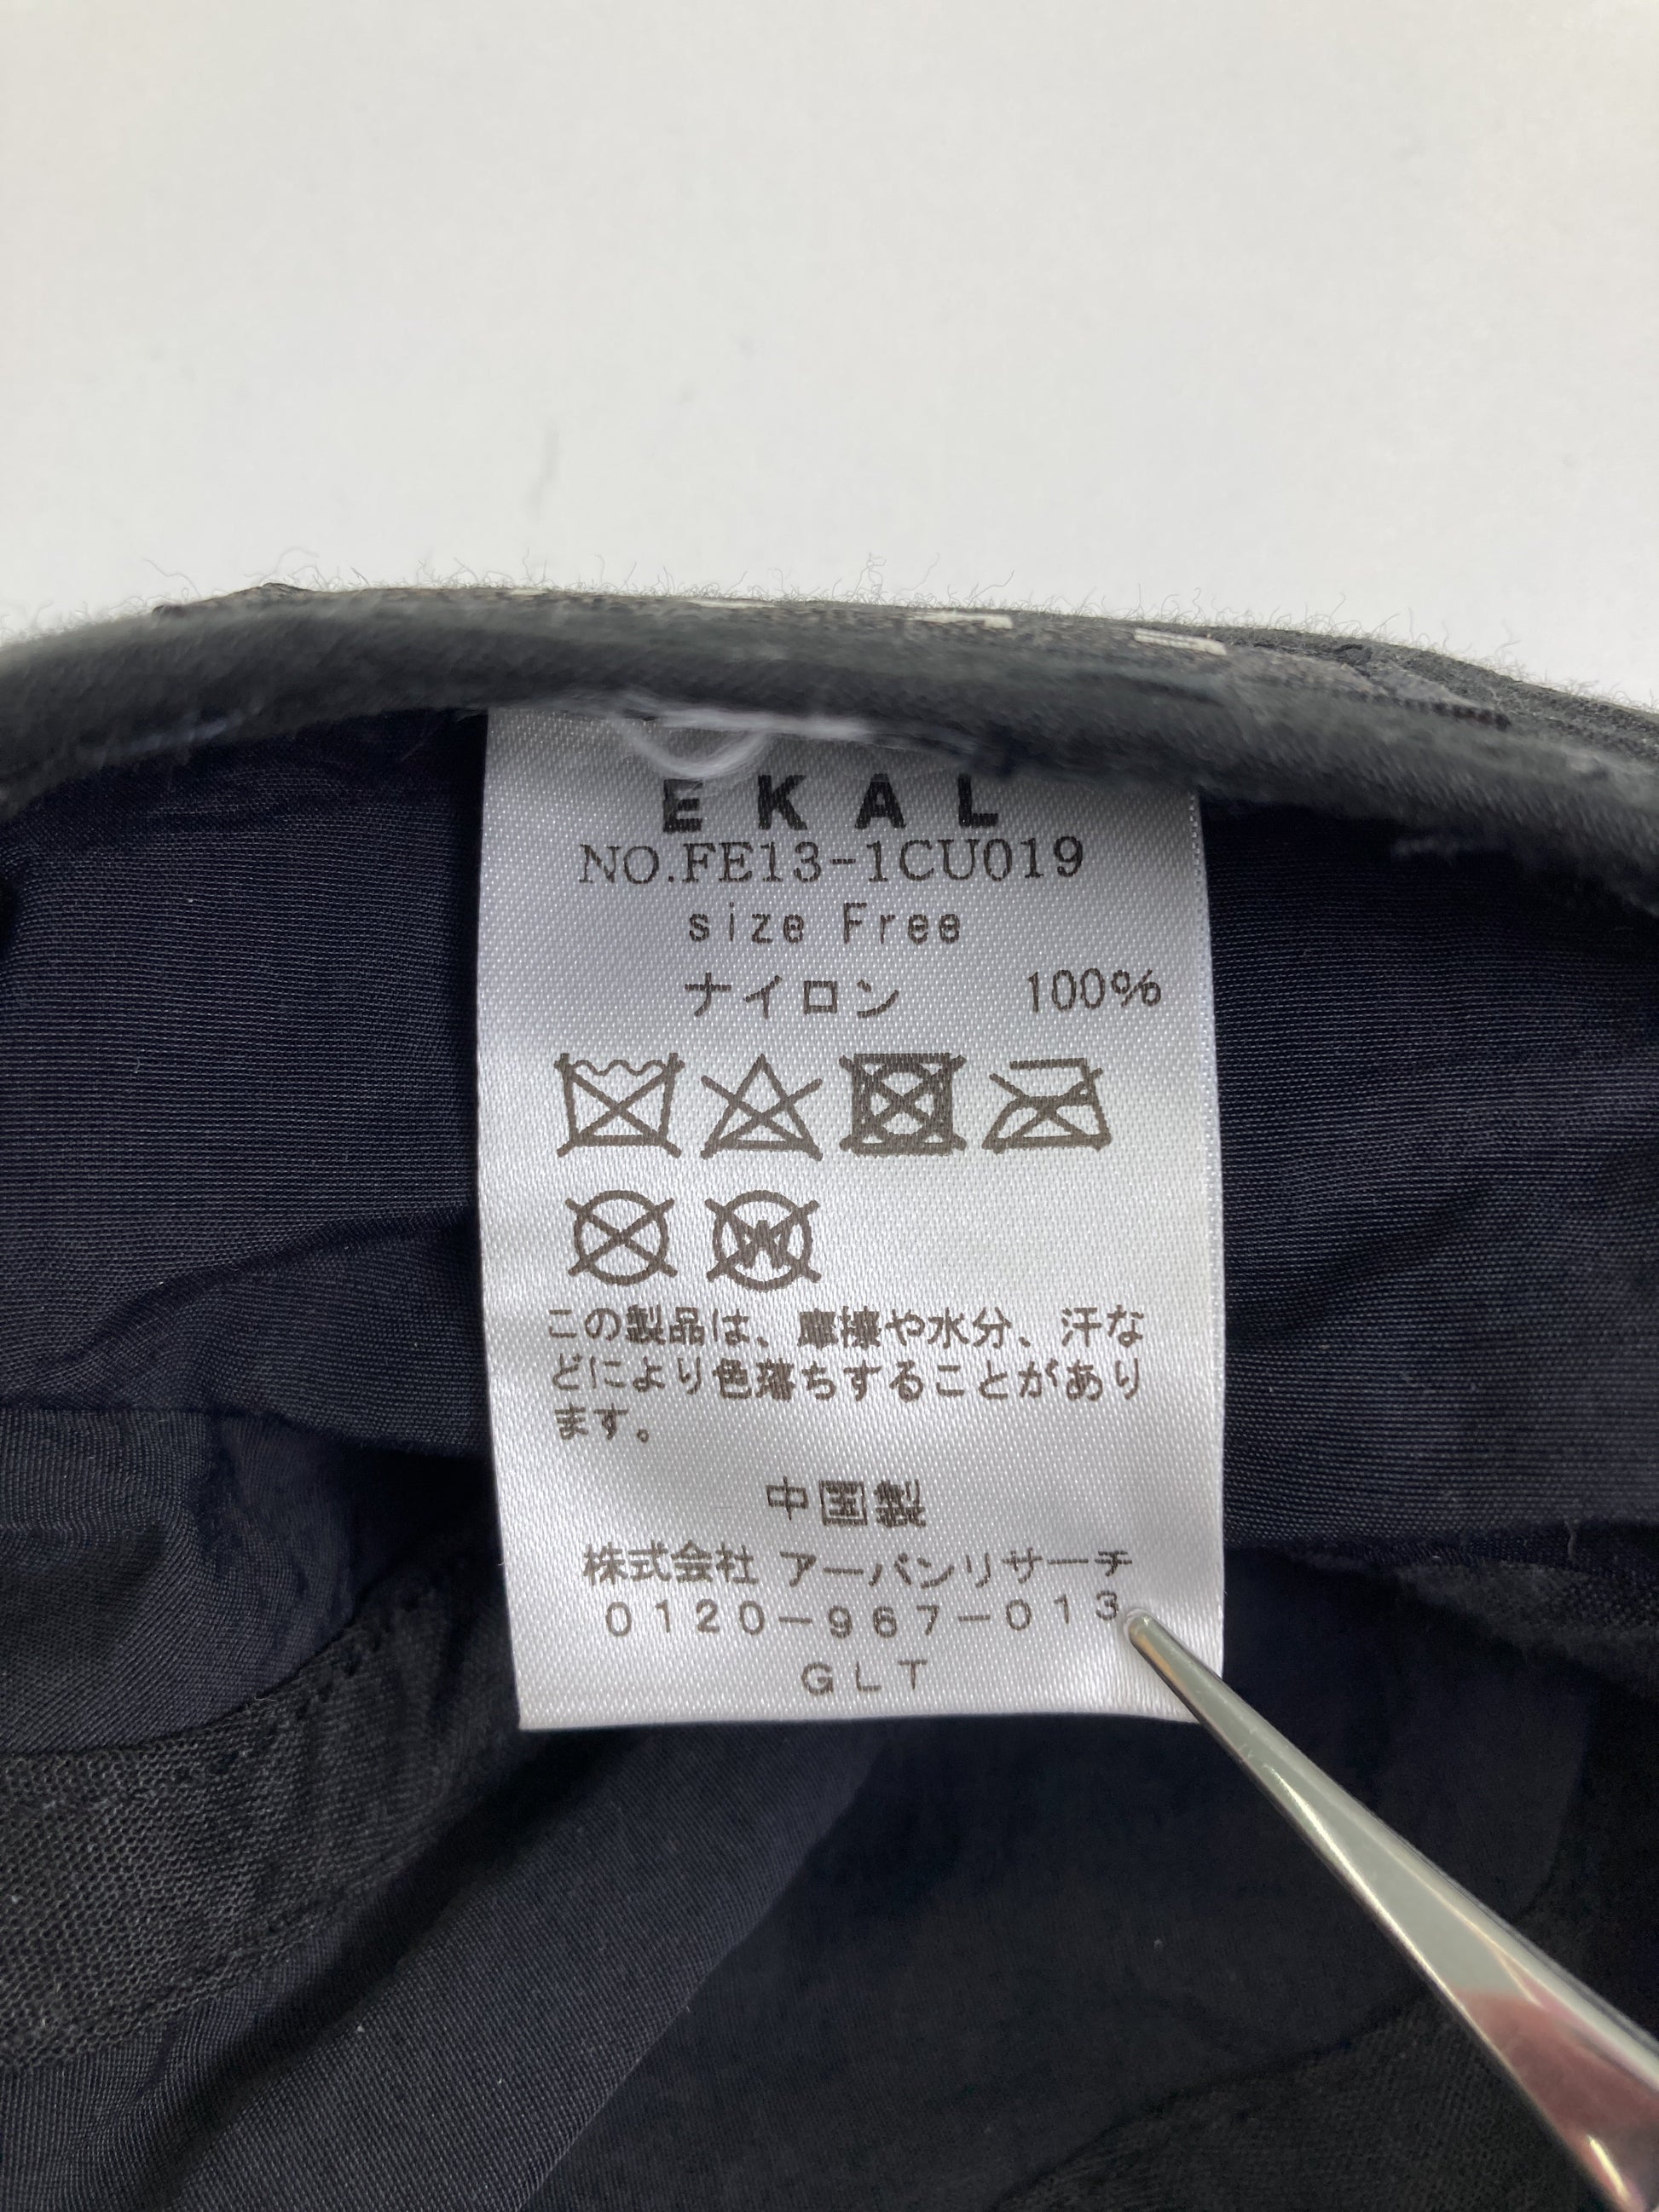 EKAL
NO.FE13-1CU019
size Free
ナイロン 100%
この製品は、摩擦や水分、汗な
どにより色落ちすることがあり
ます。
中国製
株式会社 アーバンリサーチ
0120-967-013
GLT